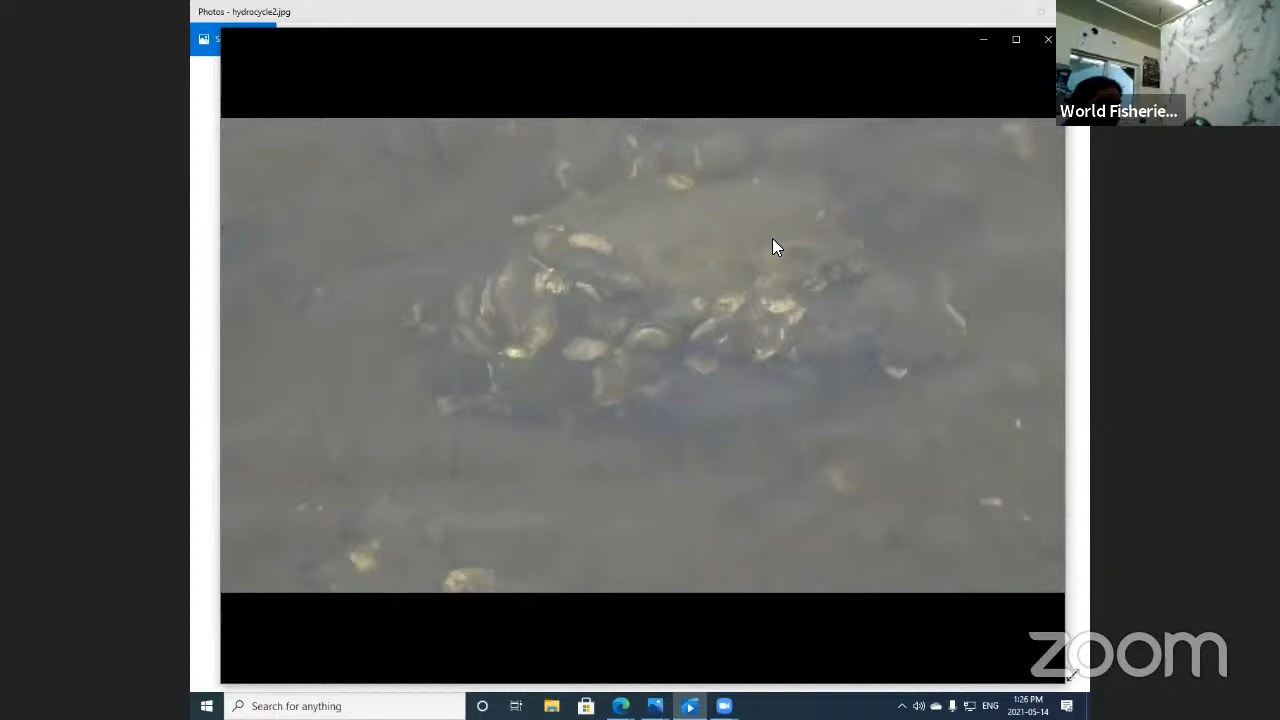 Photos - hydrocycle2.jpg
S
World Fisherie...
zoom
Search for anything
ENG
1:26 PM
2021-05-14